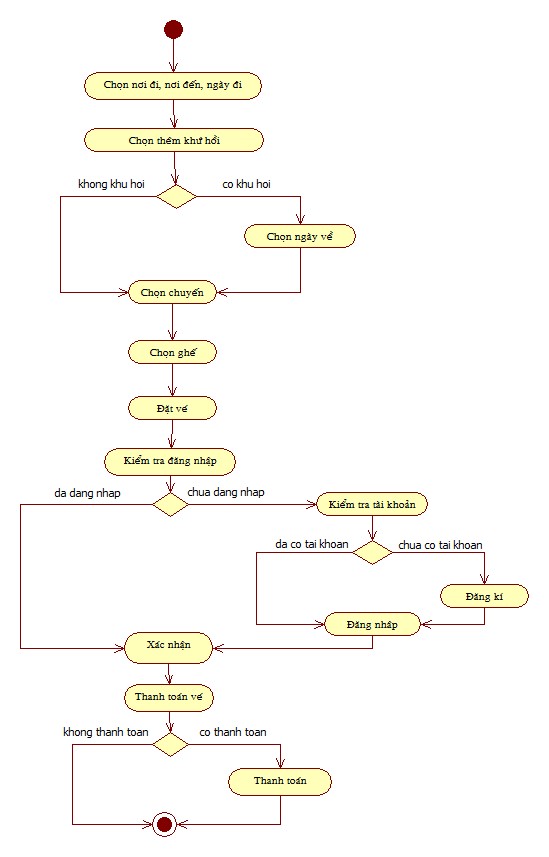 Chọn nơi đi, nơi đến, ngày đi
Chọn thêm khứ hồi
khong khu hoi
co khu hoi
Chọn ngày về
Chọn chuyến
Chọn ghế
Đặt vé
Kiểm tra đăng nhập
da dang nhap
chua dang nhap
Kiểm tra tài khoản
da co tai khoan
chua co tai khoan
Đăng kí
Đăng nhập
Xác nhận
Thanh toán vé
khong thanh toan
co thanh toan
Thanh toán